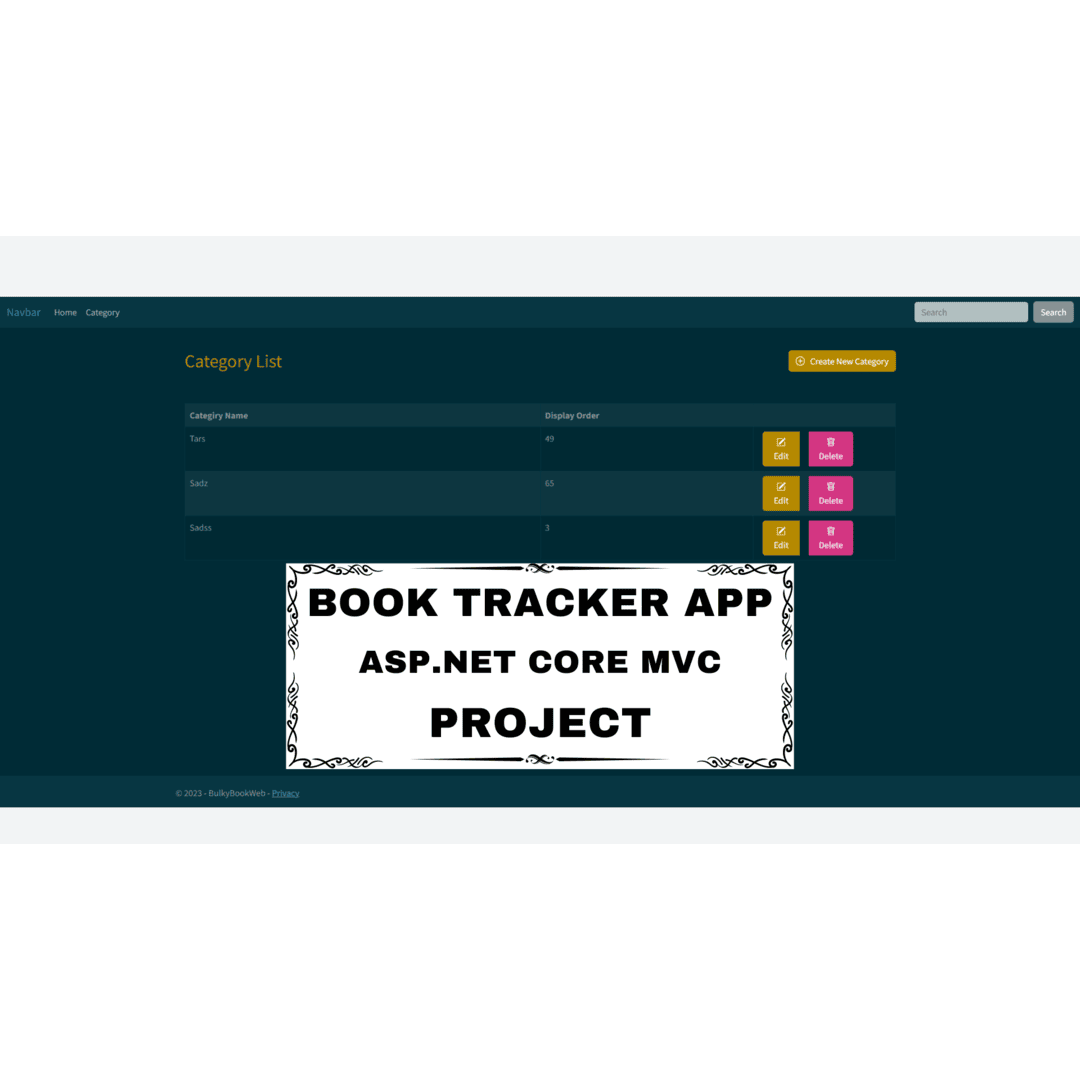 Navbar Home Category Search Search
Category List Create New Category
Categiry Name Display Order
Tars 49 Edit Delete
Sadz 65 Edit Delete
Sadss 3 Edit Delete
BOOK TRACKER APP
ASP.NET CORE MVC
PROJECT
© 2023 - BulkyBookWeb - Privacy